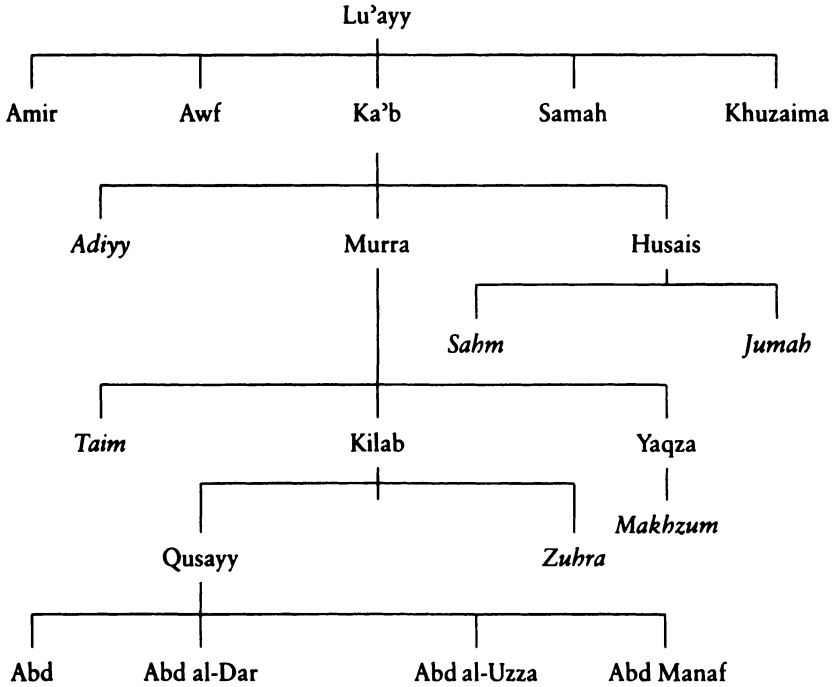 Lu’ayy
Amir Awf Ka’b Samah Khuzaima
Adiyy Murra Husais
Sahm Jumah
Taim Kilab Yaqza
Makhzum
Qusayy Zuhra
Abd Abd al-Dar Abd al-Uzza Abd Manaf